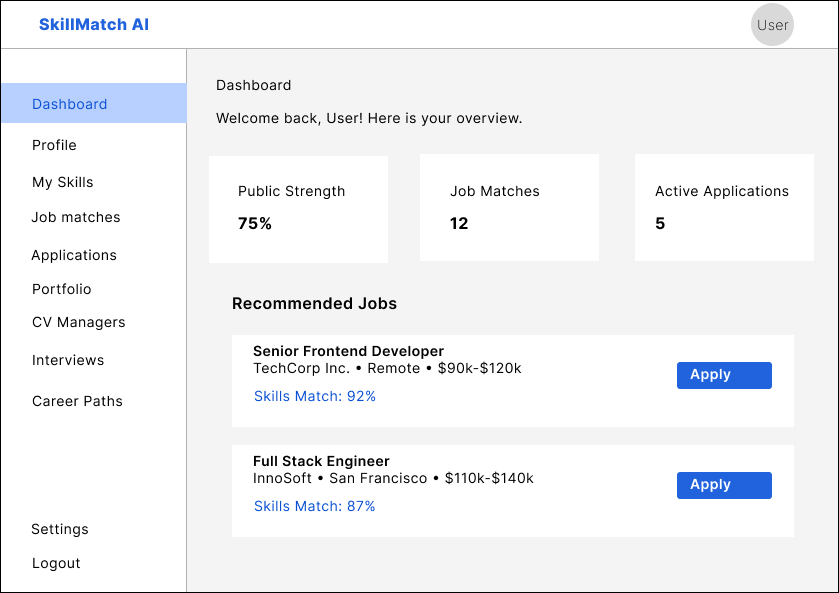 SkillMatch AI
User
Dashboard
Profile
My Skills
Job matches
Applications
Portfolio
CV Managers
Interviews
Career Paths
Settings
Logout
Dashboard
Welcome back, User! Here is your overview.
Public Strength
75%
Job Matches
12
Active Applications
5
Recommended Jobs
Senior Frontend Developer
TechCorp Inc. • Remote • $90k-$120k
Skills Match: 92%
Apply
Full Stack Engineer
InnoSoft • San Francisco • $110k-$140k
Skills Match: 87%
Apply